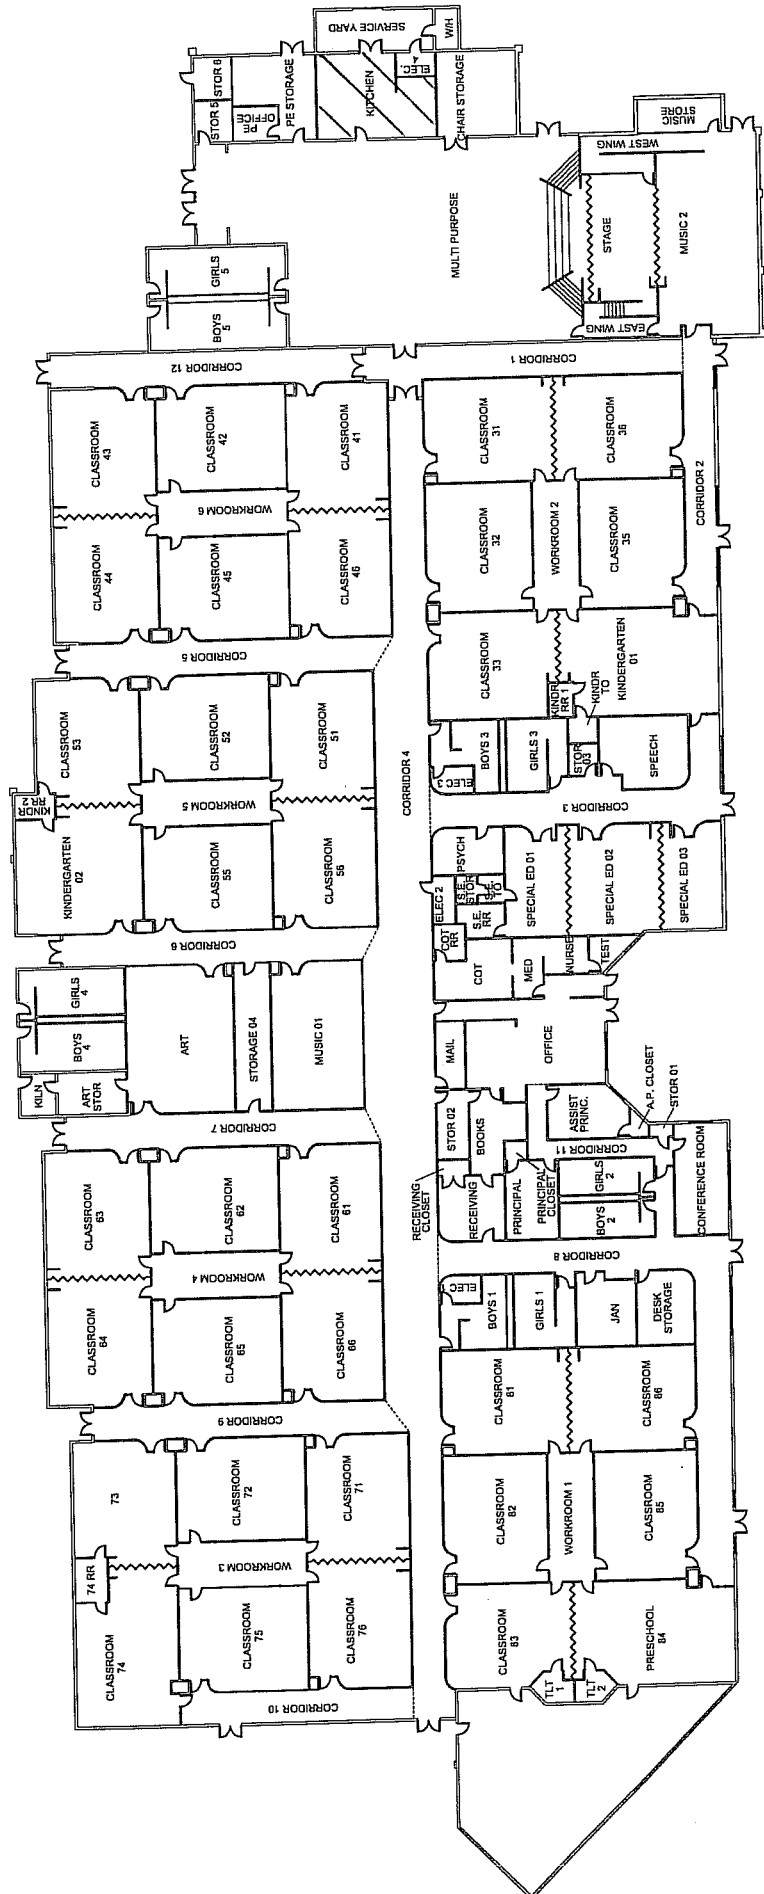 SERVICE YARD
W/H
STOR 6
STOR 5
PE
OFFICE
PE STORAGE
KITCHEN
ELEC.
4
CHAIR STORAGE
MUSIC
STORE
WEST WING
MULTI PURPOSE
STAGE
MUSIC 2
EAST WING
GIRLS
5
BOYS
5
CORRIDOR 12
CORRIDOR 1
CLASSROOM
43
CLASSROOM
42
CLASSROOM
41
WORKROOM 6
CLASSROOM
44
CLASSROOM
45
CLASSROOM
46
CLASSROOM
31
CLASSROOM
36
CORRIDOR 2
CLASSROOM
32
WORKROOM 2
CLASSROOM
35
CLASSROOM
33
KINDERGARTEN
01
KINDR
RR 1
KINDR
TO
CORRIDOR 5
CORRIDOR 4
CLASSROOM
53
CLASSROOM
52
CLASSROOM
51
KINDR
RR 2
WORKROOM 5
KINDERGARTEN
02
CLASSROOM
55
CLASSROOM
56
ELEC 3
BOYS 3
GIRLS 3
STOR
03
SPEECH
CORRIDOR 3
PSYCH
ELEC 2
S.E.
STOR
S.E.
TO
S.E.
RR
COT
RR
SPECIAL ED 01
SPECIAL ED 02
SPECIAL ED 03
COT
MED
NURSE
TEST
CORRIDOR 6
GIRLS
4
BOYS
4
KILN
ART
STOR
ART
STORAGE 04
MUSIC 01
MAIL
OFFICE
STOR 02
BOOKS
ASSIST
PRINC.
A.P. CLOSET
STOR 01
CORRIDOR 7
CORRIDOR 11
RECEIVING
CLOSET
RECEIVING
PRINCIPAL
PRINCIPAL
CLOSET
GIRLS
2
BOYS
2
CONFERENCE ROOM
CLASSROOM
63
CLASSROOM
62
CLASSROOM
61
WORKROOM 4
CLASSROOM
64
CLASSROOM
65
CLASSROOM
66
CORRIDOR 8
ELEC 1
BOYS 1
GIRLS 1
JAN
DESK
STORAGE
CORRIDOR 9
CLASSROOM
81
CLASSROOM
86
73
CLASSROOM
72
CLASSROOM
71
74 RR
WORKROOM 3
CLASSROOM
74
CLASSROOM
75
CLASSROOM
76
CLASSROOM
82
WORKROOM 1
CLASSROOM
85
CLASSROOM
83
PRESCHOOL
84
TLT
1
TLT
2
CORRIDOR 10